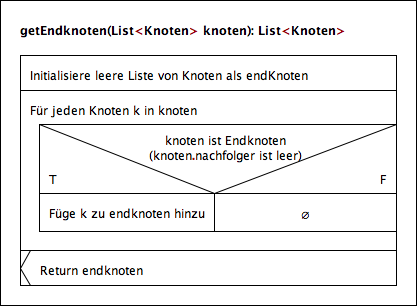 getEndknoten(List<Knoten> knoten): List<Knoten>
Initialisiere leere Liste von Knoten als endKnoten
Für jeden Knoten k in knoten
knoten ist Endknoten
(knoten.nachfolger ist leer)
T F
Füge k zu endknoten hinzu ∅
Return endknoten